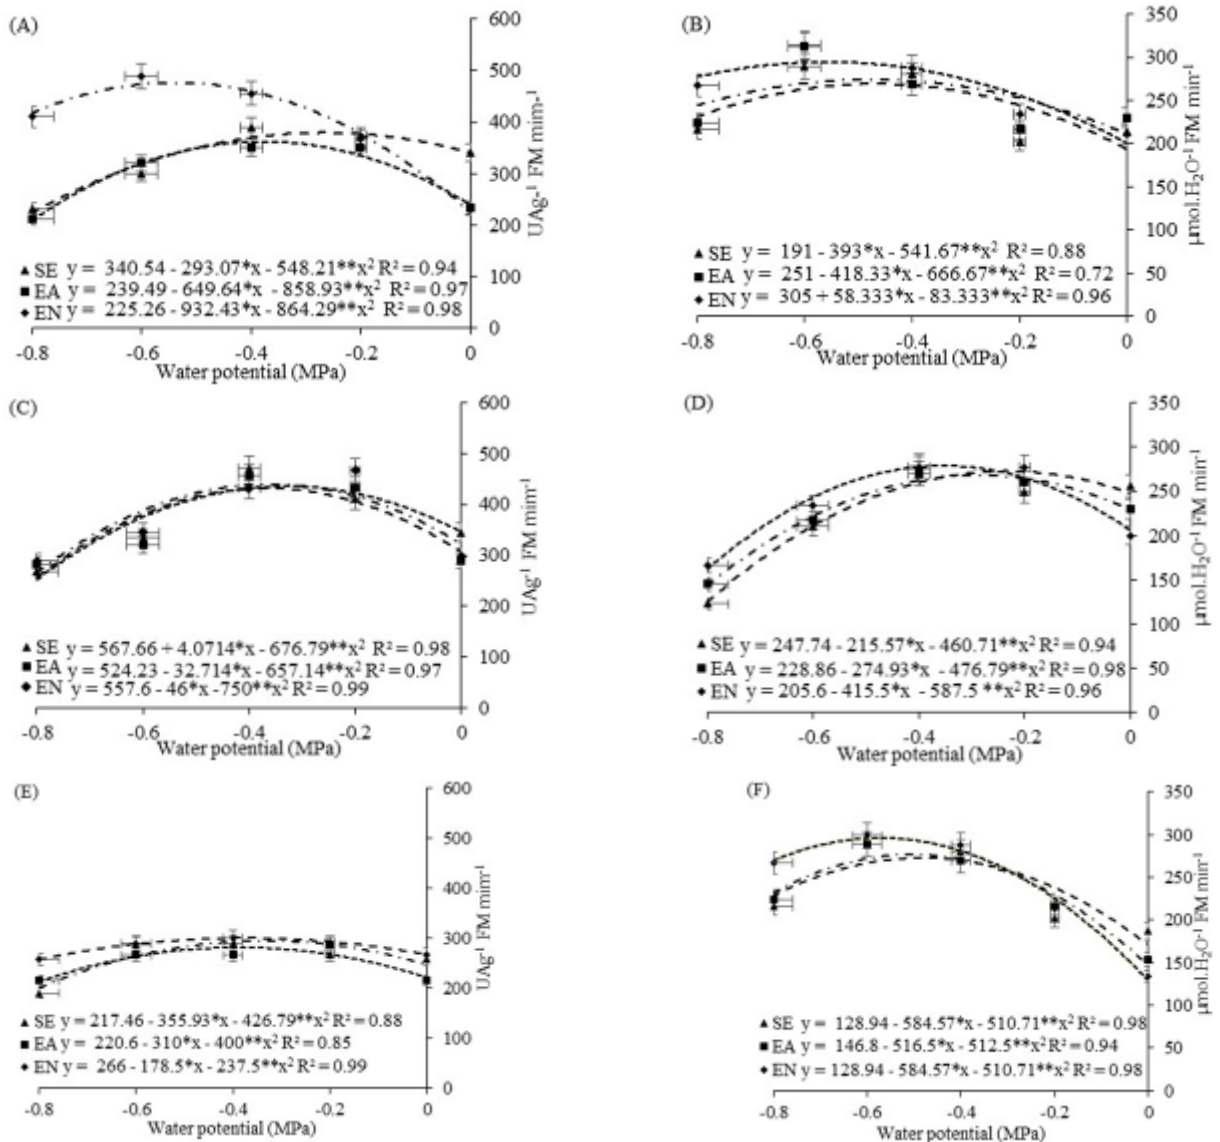 (A)
600
500
400
300
200
100
0
UAg-¹ FM mim-¹
▲ SE y = 340.54 - 293.07*x - 548.21**x² R² = 0.94
■ EA y = 239.49 - 649.64*x - 858.93**x² R² = 0.97
◆ EN y = 225.26 - 932.43*x - 864.29**x² R² = 0.98
-0.8 -0.6 -0.4 -0.2 0
Water potential (MPa)
(B)
350
300
250
200
150
100
50
0
μmol.H₂O⁻¹ FM min⁻¹
▲ SE y = 191 - 393*x - 541.67**x² R² = 0.88
■ EA y = 251 - 418.33*x - 666.67**x² R² = 0.72
◆ EN y = 305 + 58.333*x - 83.333**x² R² = 0.96
-0.8 -0.6 -0.4 -0.2 0
Water potential (MPa)
(C)
600
500
400
300
200
100
0
UAg⁻¹ FM mim⁻¹
▲ SE y = 567.66 + 4.0714*x - 676.79**x² R² = 0.98
■ EA y = 524.23 - 32.714*x - 657.14**x² R² = 0.97
◆ EN y = 557.6 - 46*x - 750**x² R² = 0.99
-0.8 -0.6 -0.4 -0.2 0
Water potential (MPa)
(D)
350
300
250
200
150
100
50
0
μmol.H₂O⁻¹ FM min⁻¹
▲ SE y = 247.74 - 215.57*x - 460.71**x² R² = 0.94
■ EA y = 228.86 - 274.93*x - 476.79**x² R² = 0.98
◆ EN y = 205.6 - 415.5*x - 587.5 **x² R² = 0.96
-0.8 -0.6 -0.4 -0.2 0
Water potential (MPa)
(E)
600
500
400
300
200
100
0
UAg⁻¹ FM mim⁻¹
▲ SE y = 217.46 - 355.93*x - 426.79**x² R² = 0.88
■ EA y = 220.6 - 310*x - 400**x² R² = 0.85
◆ EN y = 266 - 178.5*x - 237.5**x² R² = 0.99
-0.8 -0.6 -0.4 -0.2 0
Water potential (MPa)
(F)
350
300
250
200
150
100
50
0
μmol.H₂O⁻¹ FM min⁻¹
▲ SE y = 128.94 - 584.57*x - 510.71**x² R² = 0.98
■ EA y = 146.8 - 516.5*x - 512.5**x² R² = 0.94
◆ EN y = 128.94 - 584.57*x - 510.71**x² R² = 0.98
-0.8 -0.6 -0.4 -0.2 0
Water potential (MPa)